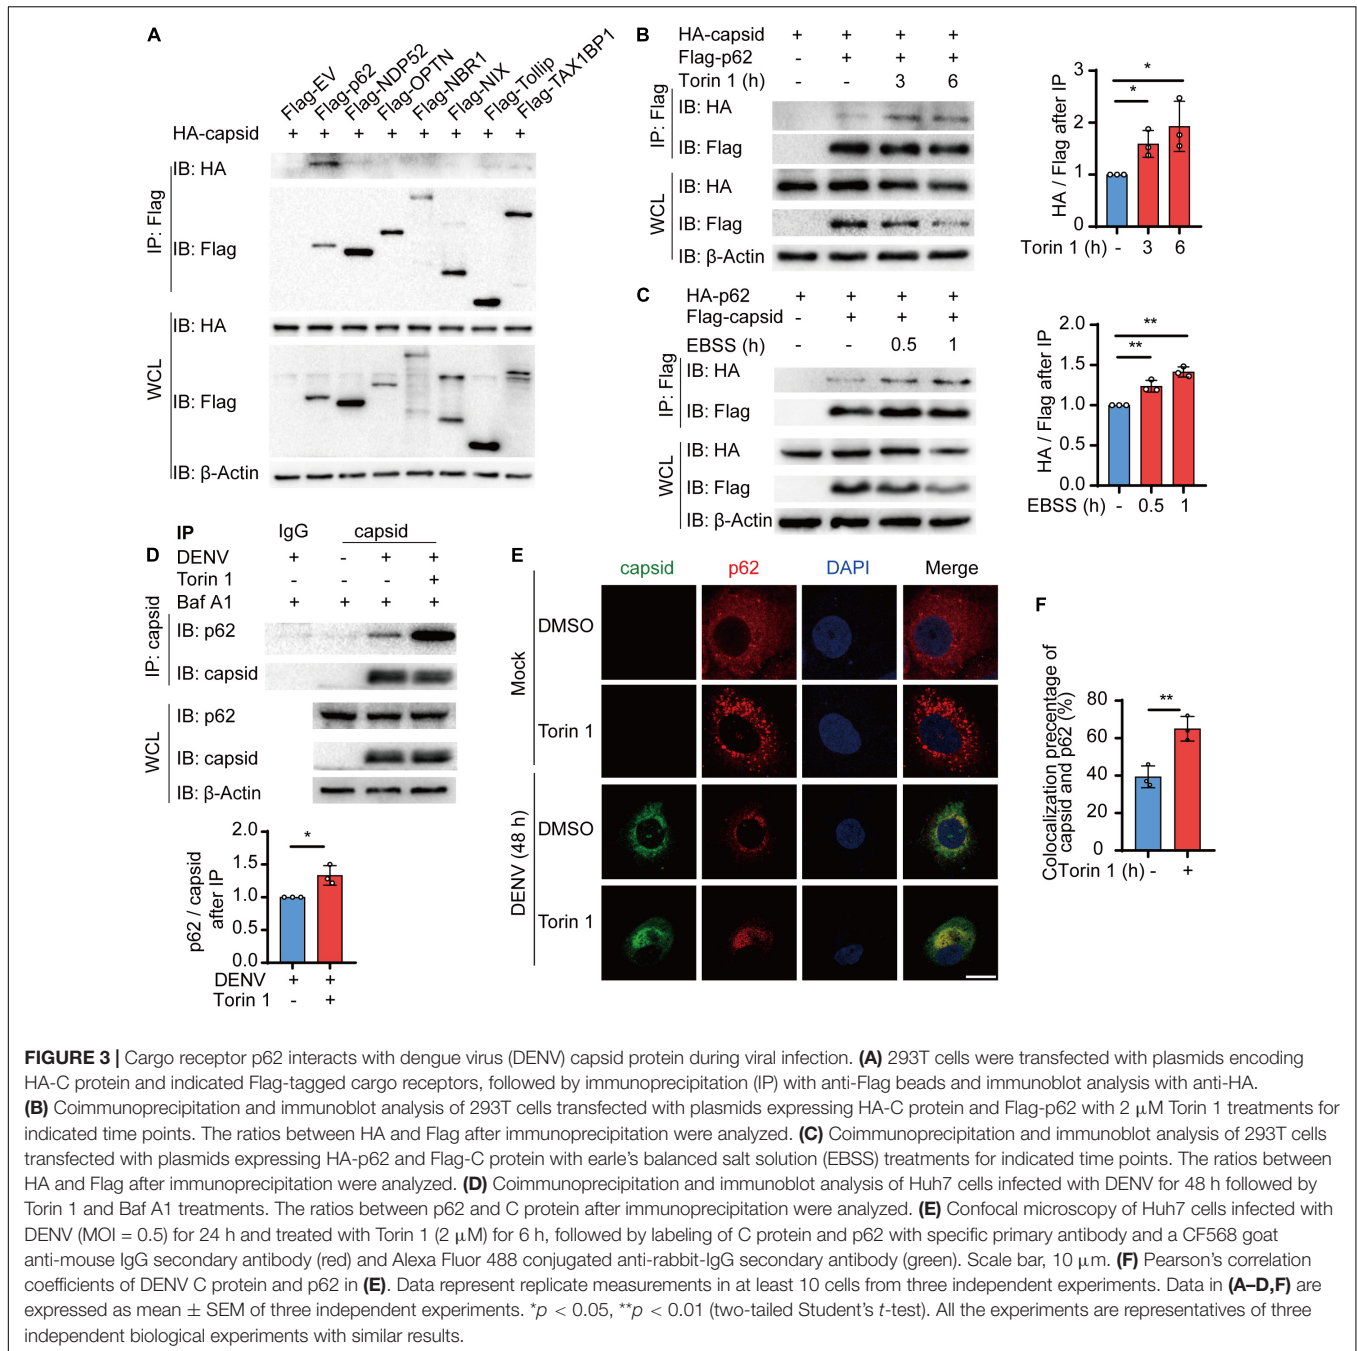 A
Flag-EV
Flag-p62
Flag-NDP52
Flag-OPTN
Flag-NBR1
Flag-NIX
Flag-Tollip
Flag-TAX1BP1
HA-capsid + + + + + + + +
IP: Flag
IB: HA
IB: Flag
WCL
IB: HA
IB: Flag
IB: β-Actin
B
HA-capsid + + + +
Flag-p62 - + + +
Torin 1 (h) - - 3 6
IP: Flag
IB: HA
IB: Flag
WCL
IB: HA
IB: Flag
IB: β-Actin
HA / Flag after IP
3
2
1
0
*
*
Torin 1 (h) - 3 6
C
HA-p62 + + + +
Flag-capsid - + + +
EBSS (h) - - 0.5 1
IP: Flag
IB: HA
IB: Flag
WCL
IB: HA
IB: Flag
IB: β-Actin
HA / Flag after IP
2.0
1.5
1.0
0.5
0.0
**
**
EBSS (h) - 0.5 1
D
IP IgG capsid
DENV + - + +
Torin 1 - - - +
Baf A1 + + + +
IP: capsid
IB: p62
IB: capsid
WCL
IB: p62
IB: capsid
IB: β-Actin
p62 / capsid
after IP
2.0
1.5
1.0
0.5
0.0
*
DENV + +
Torin 1 - +
E
capsid p62 DAPI Merge
Mock
DMSO
Torin 1
DENV (48 h)
DMSO
Torin 1
F
Colocalization precentage of
capsid and p62 (%)
80
60
40
20
0
**
Torin 1 (h) - +
FIGURE 3 | Cargo receptor p62 interacts with dengue virus (DENV) capsid protein during viral infection. (A) 293T cells were transfected with plasmids encoding
HA-C protein and indicated Flag-tagged cargo receptors, followed by immunoprecipitation (IP) with anti-Flag beads and immunoblot analysis with anti-HA.
(B) Coimmunoprecipitation and immunoblot analysis of 293T cells transfected with plasmids expressing HA-C protein and Flag-p62 with 2 μM Torin 1 treatments for
indicated time points. The ratios between HA and Flag after immunoprecipitation were analyzed. (C) Coimmunoprecipitation and immunoblot analysis of 293T cells
transfected with plasmids expressing HA-p62 and Flag-C protein with earle's balanced salt solution (EBSS) treatments for indicated time points. The ratios between
HA and Flag after immunoprecipitation were analyzed. (D) Coimmunoprecipitation and immunoblot analysis of Huh7 cells infected with DENV for 48 h followed by
Torin 1 and Baf A1 treatments. The ratios between p62 and C protein after immunoprecipitation were analyzed. (E) Confocal microscopy of Huh7 cells infected with
DENV (MOI = 0.5) for 24 h and treated with Torin 1 (2 μM) for 6 h, followed by labeling of C protein and p62 with specific primary antibody and a CF568 goat
anti-mouse IgG secondary antibody (red) and Alexa Fluor 488 conjugated anti-rabbit-IgG secondary antibody (green). Scale bar, 10 μm. (F) Pearson's correlation
coefficients of DENV C protein and p62 in (E). Data represent replicate measurements in at least 10 cells from three independent experiments. Data in (A–D,F) are
expressed as mean ± SEM of three independent experiments. *p < 0.05, **p < 0.01 (two-tailed Student's t-test). All the experiments are representatives of three
independent biological experiments with similar results.